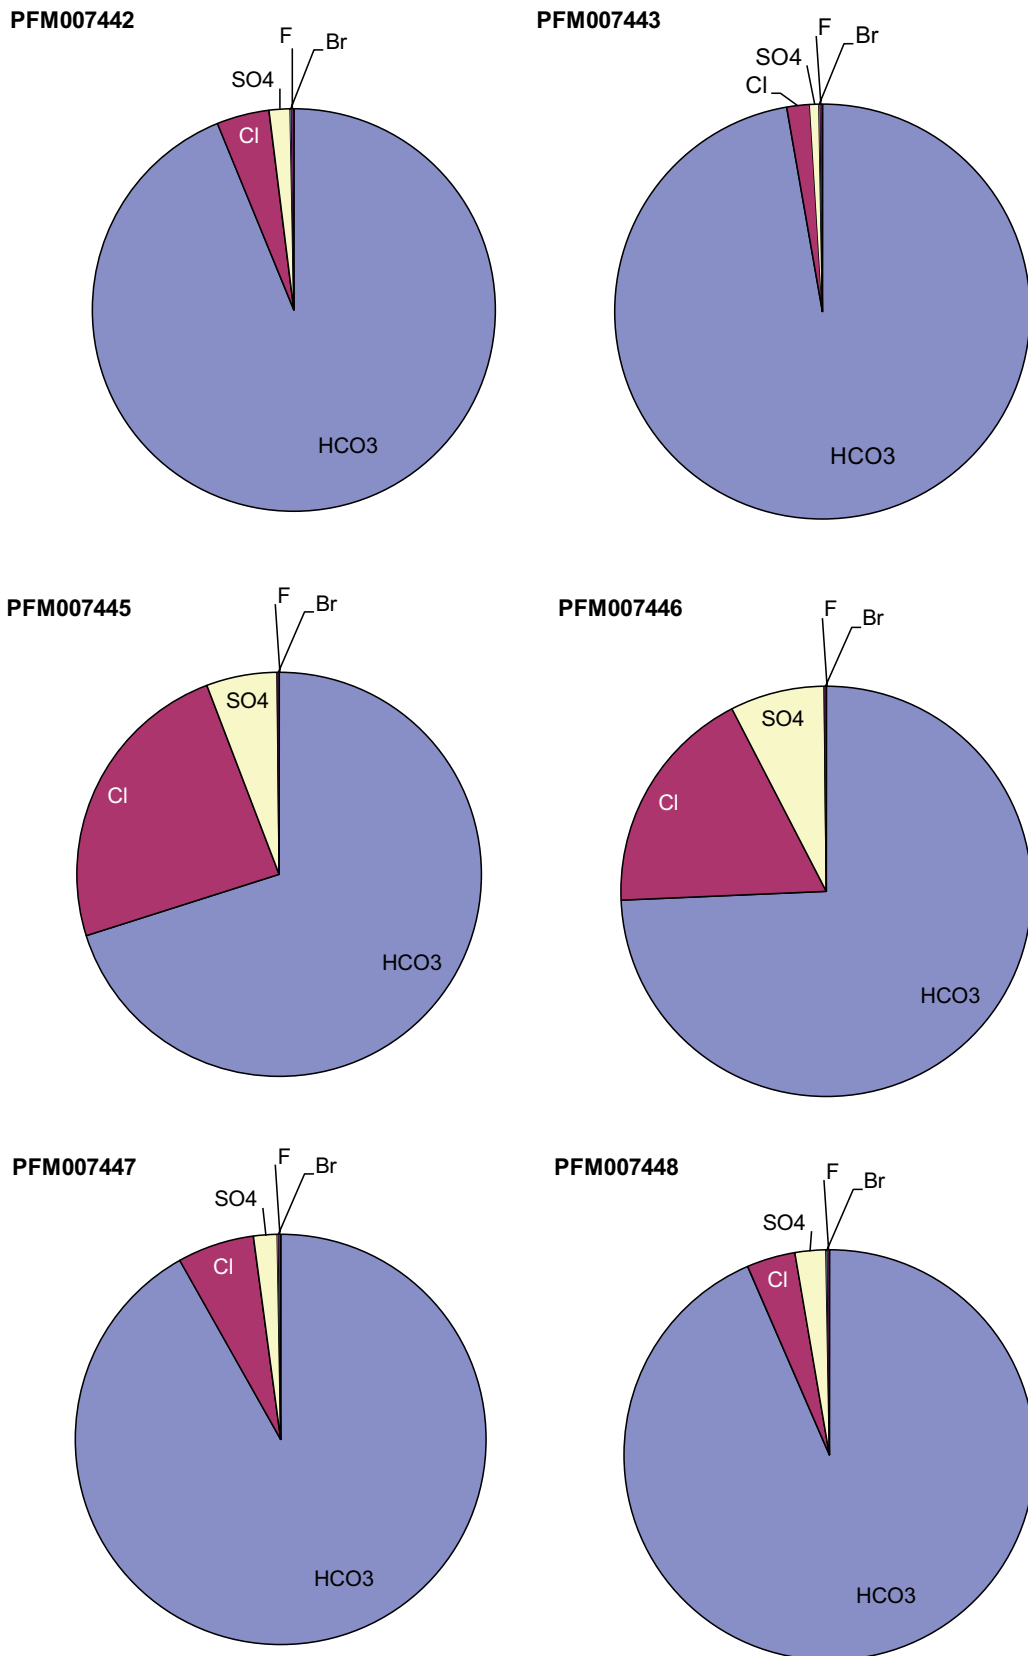 PFM007442
F
Br
SO4
Cl
HCO3
PFM007443
F
Br
SO4
Cl
HCO3
PFM007445
F
Br
SO4
Cl
HCO3
PFM007446
F
Br
SO4
Cl
HCO3
PFM007447
F
Br
SO4
Cl
HCO3
PFM007448
F
Br
SO4
Cl
HCO3